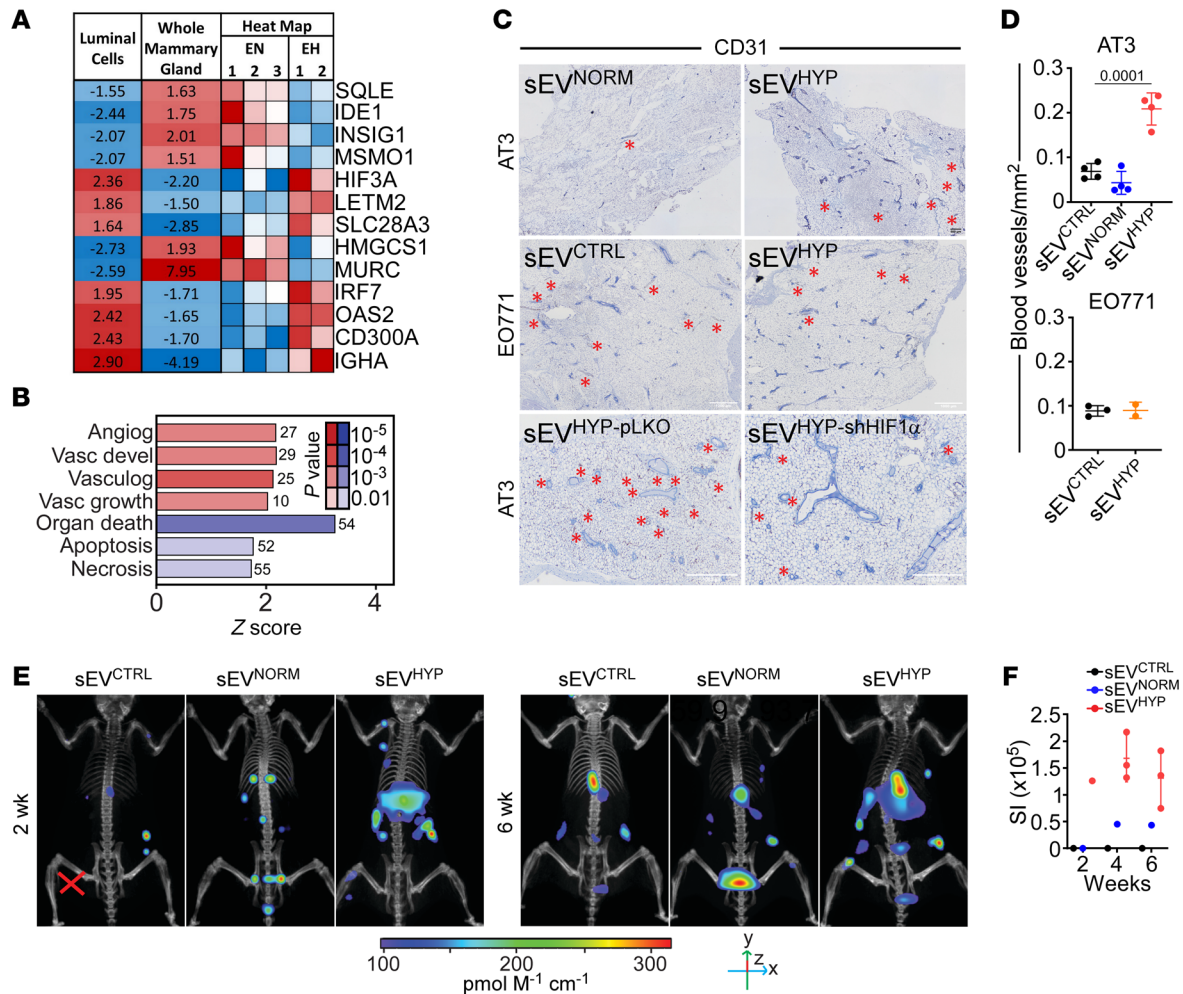 A
Luminal Cells
Whole Mammary Gland
Heat Map
EN
EH
1 2 3 1 2
-1.55 1.63 SQLE
-2.44 1.75 IDE1
-2.07 2.01 INSIG1
-2.07 1.51 MSMO1
2.36 -2.20 HIF3A
1.86 -1.50 LETM2
1.64 -2.85 SLC28A3
-2.73 1.93 HMGCS1
-2.59 7.95 MURC
1.95 -1.71 IRF7
2.42 -1.65 OAS2
2.43 -1.70 CD300A
2.90 -4.19 IGHA
B
Angiog 27
Vasc devel 29
Vasculog 25
Vasc growth 10
Organ death 54
Apoptosis 52
Necrosis 55
P value
10-5
10-4
10-3
0.01
0 2 4
Z score
C
CD31
AT3
sEVNORM
sEVHYP
EO771
sEVCTRL
sEVHYP
AT3
sEVHYP-pLKO
sEVHYP-shHIF1α
D
AT3
Blood vessels/mm2
0.3
0.2
0.1
0
0.0001
sEVCTRL
sEVNORM
sEVHYP
EO771
0.3
0.2
0.1
0
sEVCTRL
sEVHYP
E
sEVCTRL sEVNORM sEVHYP
2 wk
sEVCTRL sEVNORM sEVHYP
6 wk
100 200 300
pmol M-1 cm-1
y
z
x
F
sEVCTRL
sEVNORM
sEVHYP
SI (x105)
2.5
2
1.5
1
0.5
0
2 4 6
Weeks